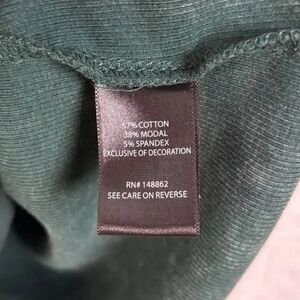 57% COTTON
38% MODAL
5% SPANDEX
EXCLUSIVE OF DECORATION
RN# 148862
SEE CARE ON REVERSE